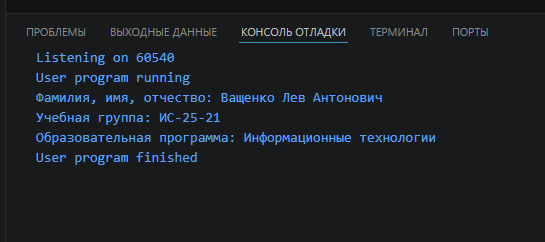 ПРОБЛЕМЫ ВЫХОДНЫЕ ДАННЫЕ КОНСОЛЬ ОТЛАДКИ ТЕРМИНАЛ ПОРТЫ
Listening on 60540
User program running
Фамилия, имя, отчество: Ващенко Лев Антонович
Учебная группа: ИС-25-21
Образовательная программа: Информационные технологии
User program finished